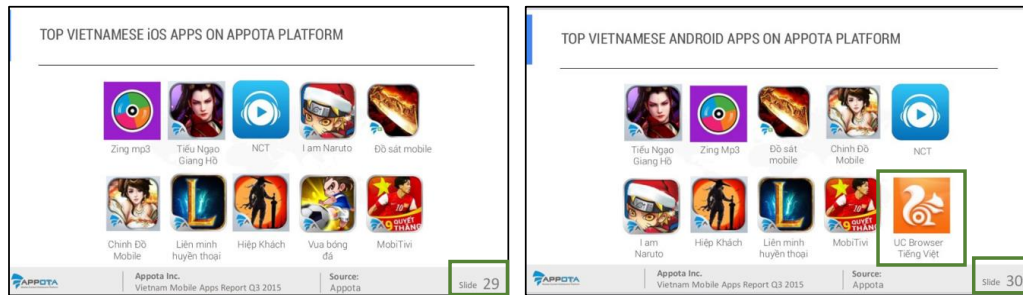 TOP VIETNAMESE iOS APPS ON APPOTA PLATFORM
Zing mp3
Tiếu Ngạo
Giang Hồ
NCT
I am Naruto
Đồ sát mobile
Chinh Đồ
Mobile
Liên minh
huyền thoại
Hiệp Khách
Vua bóng
đá
QUYẾT
THẮNG
MobiTivi
APPOTA
Appota Inc.
Vietnam Mobile Apps Report Q3 2015
Source:
Appota
Slide 29
TOP VIETNAMESE ANDROID APPS ON APPOTA PLATFORM
Tiếu Ngạo
Giang Hồ
Zing Mp3
Đồ sát
mobile
Chinh Đồ
Mobile
NCT
I am
Naruto
Hiệp Khách
Liên minh
huyền thoại
QUYẾT
THẮNG
MobiTivi
UC Browser
Tiếng Việt
APPOTA
Appota Inc.
Vietnam Mobile Apps Report Q3 2015
Source:
Appota
Slide 30